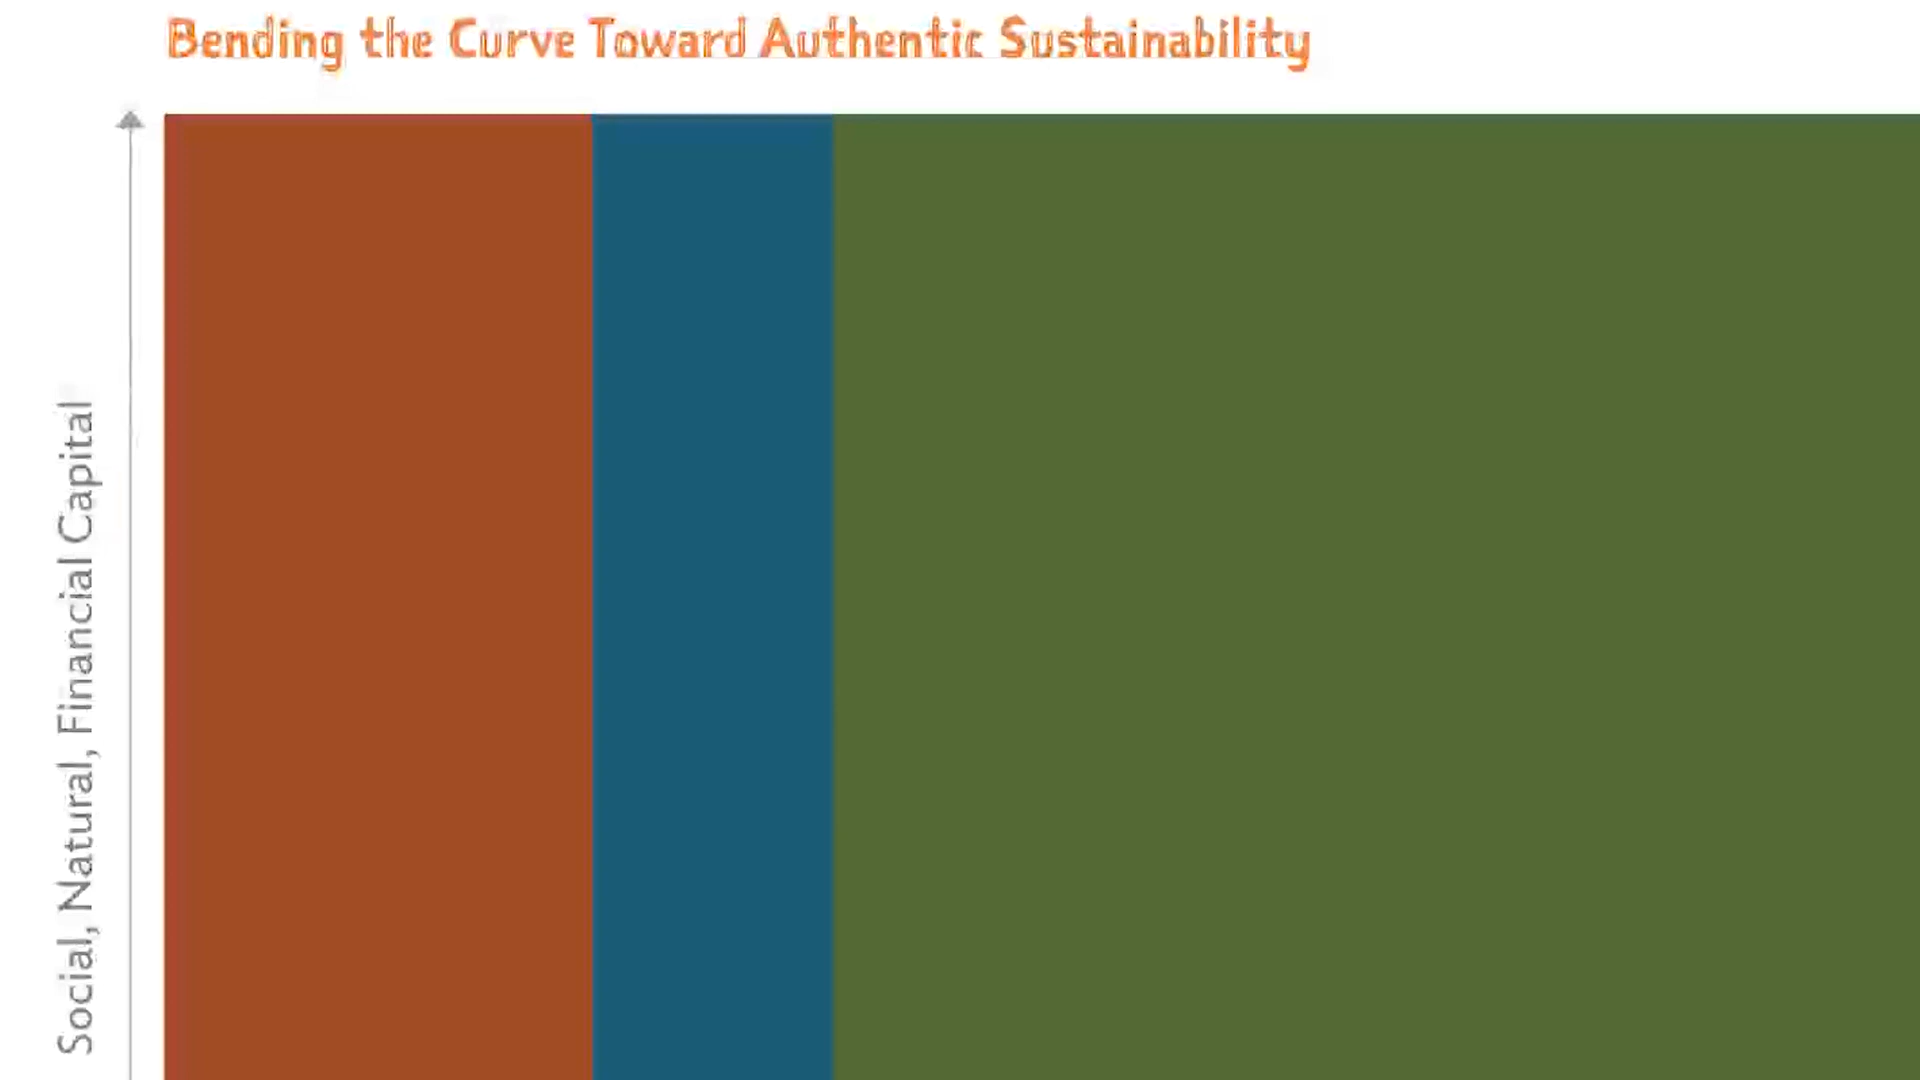 Bending the Curve Toward Authentic Sustainability
Social, Natural, Financial Capital